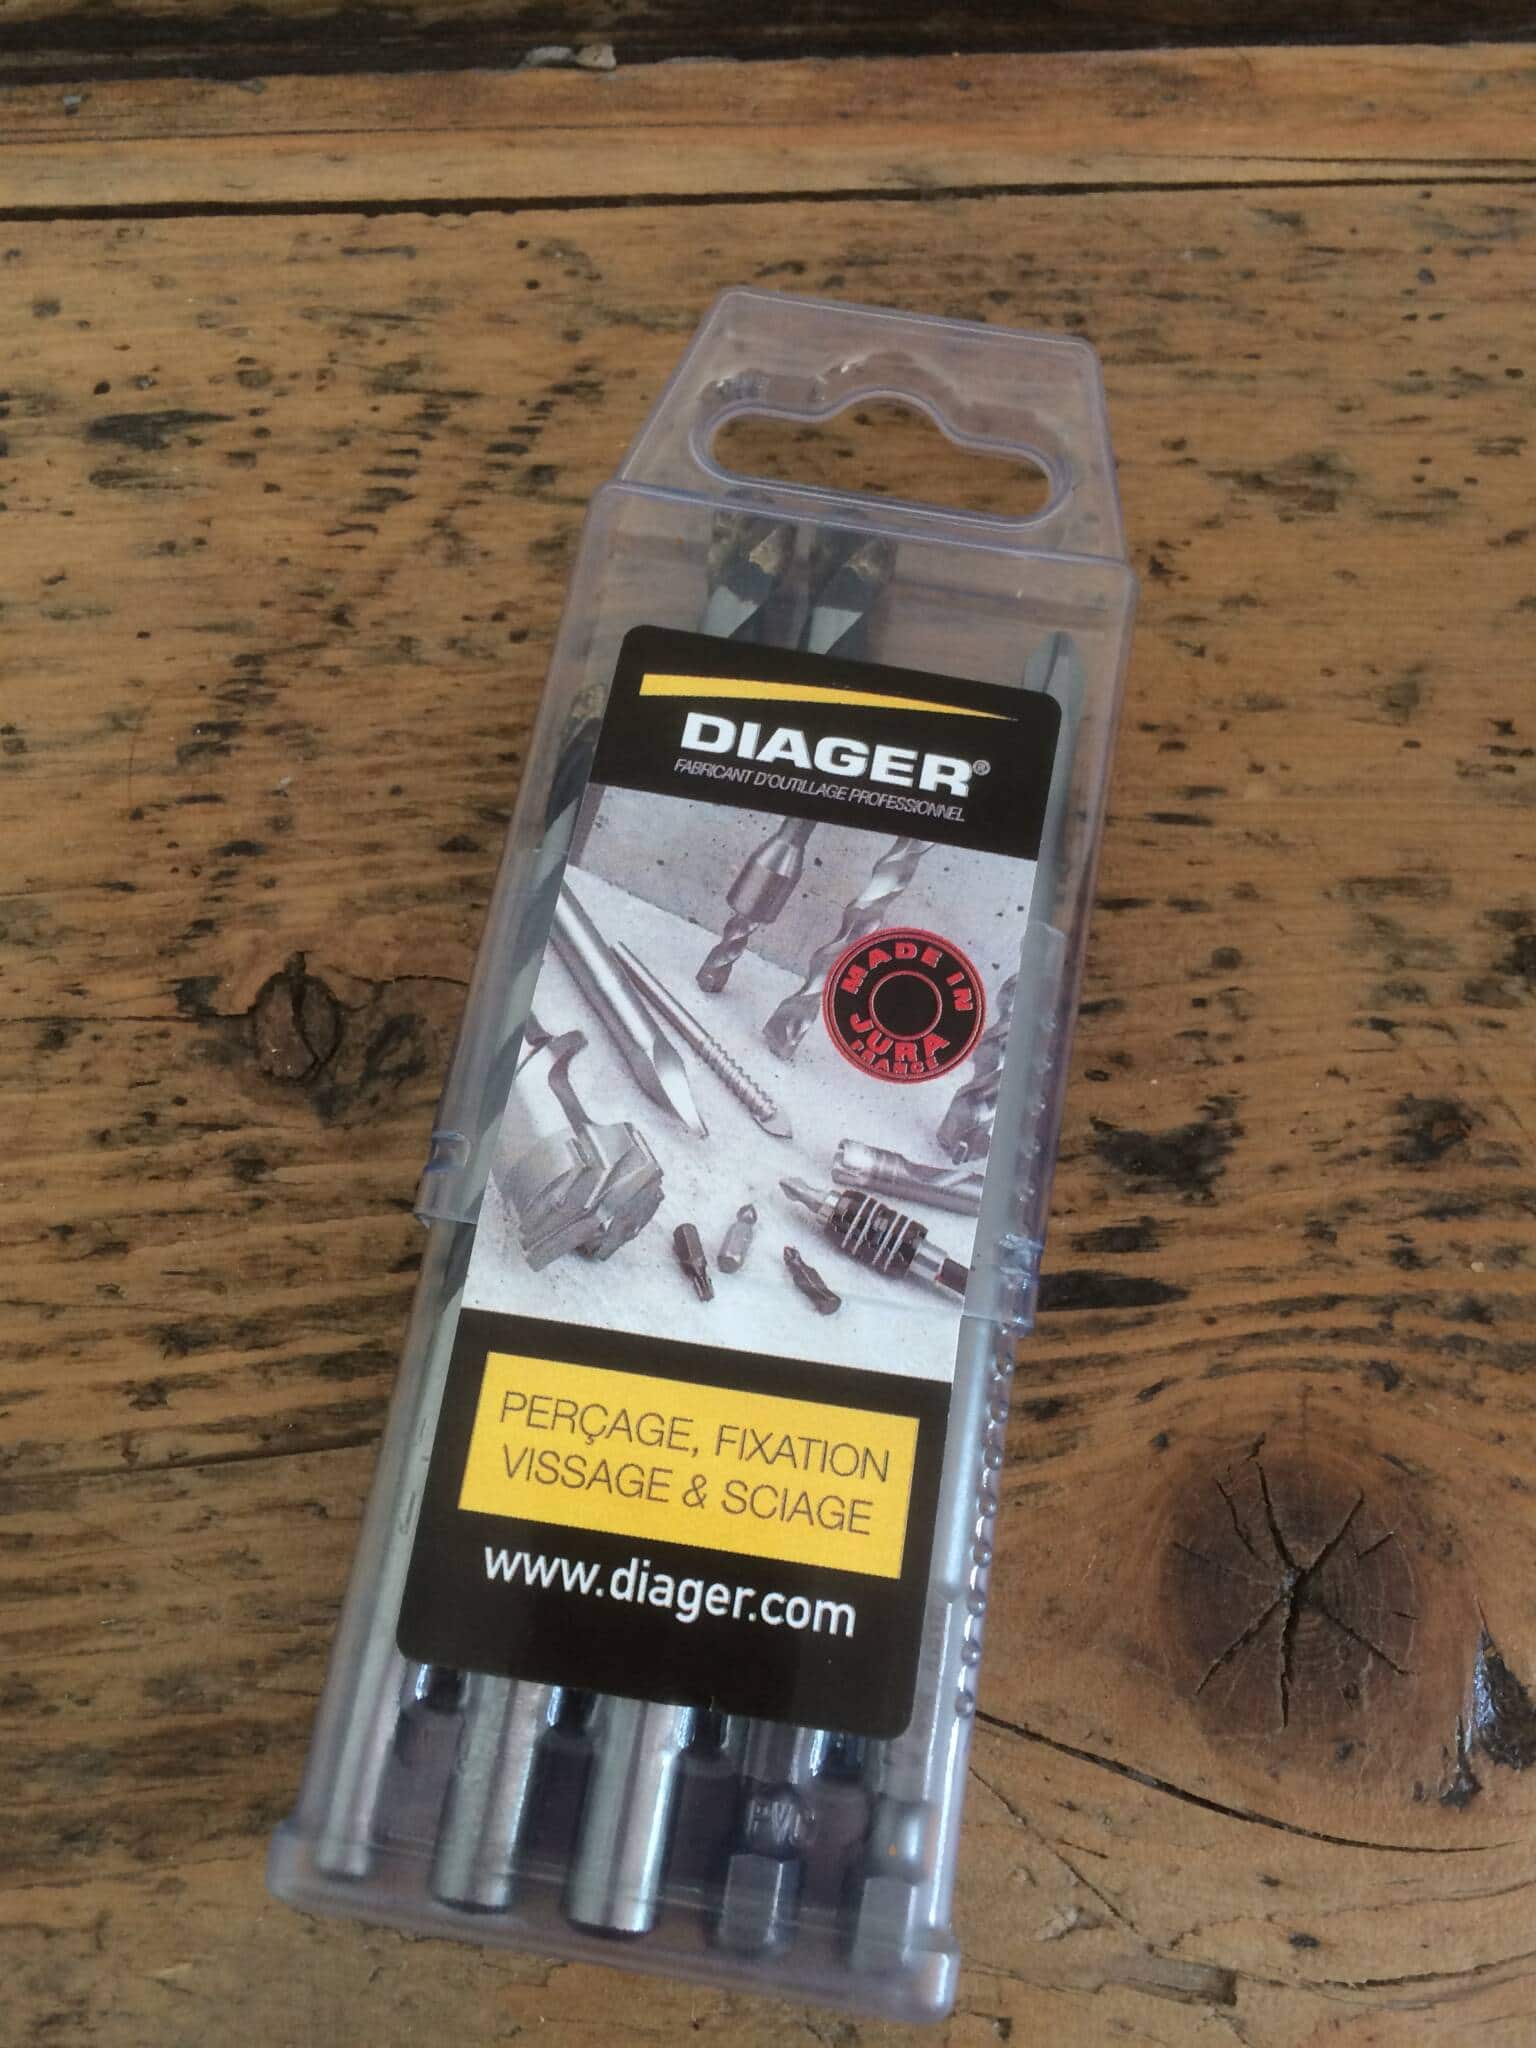 DIAGER®
FABRICANT D'OUTILLAGE PROFESSIONNEL
MADE IN
JURA
FRANCE
PERÇAGE, FIXATION
VISSAGE & SCIAGE
www.diager.com
PVC